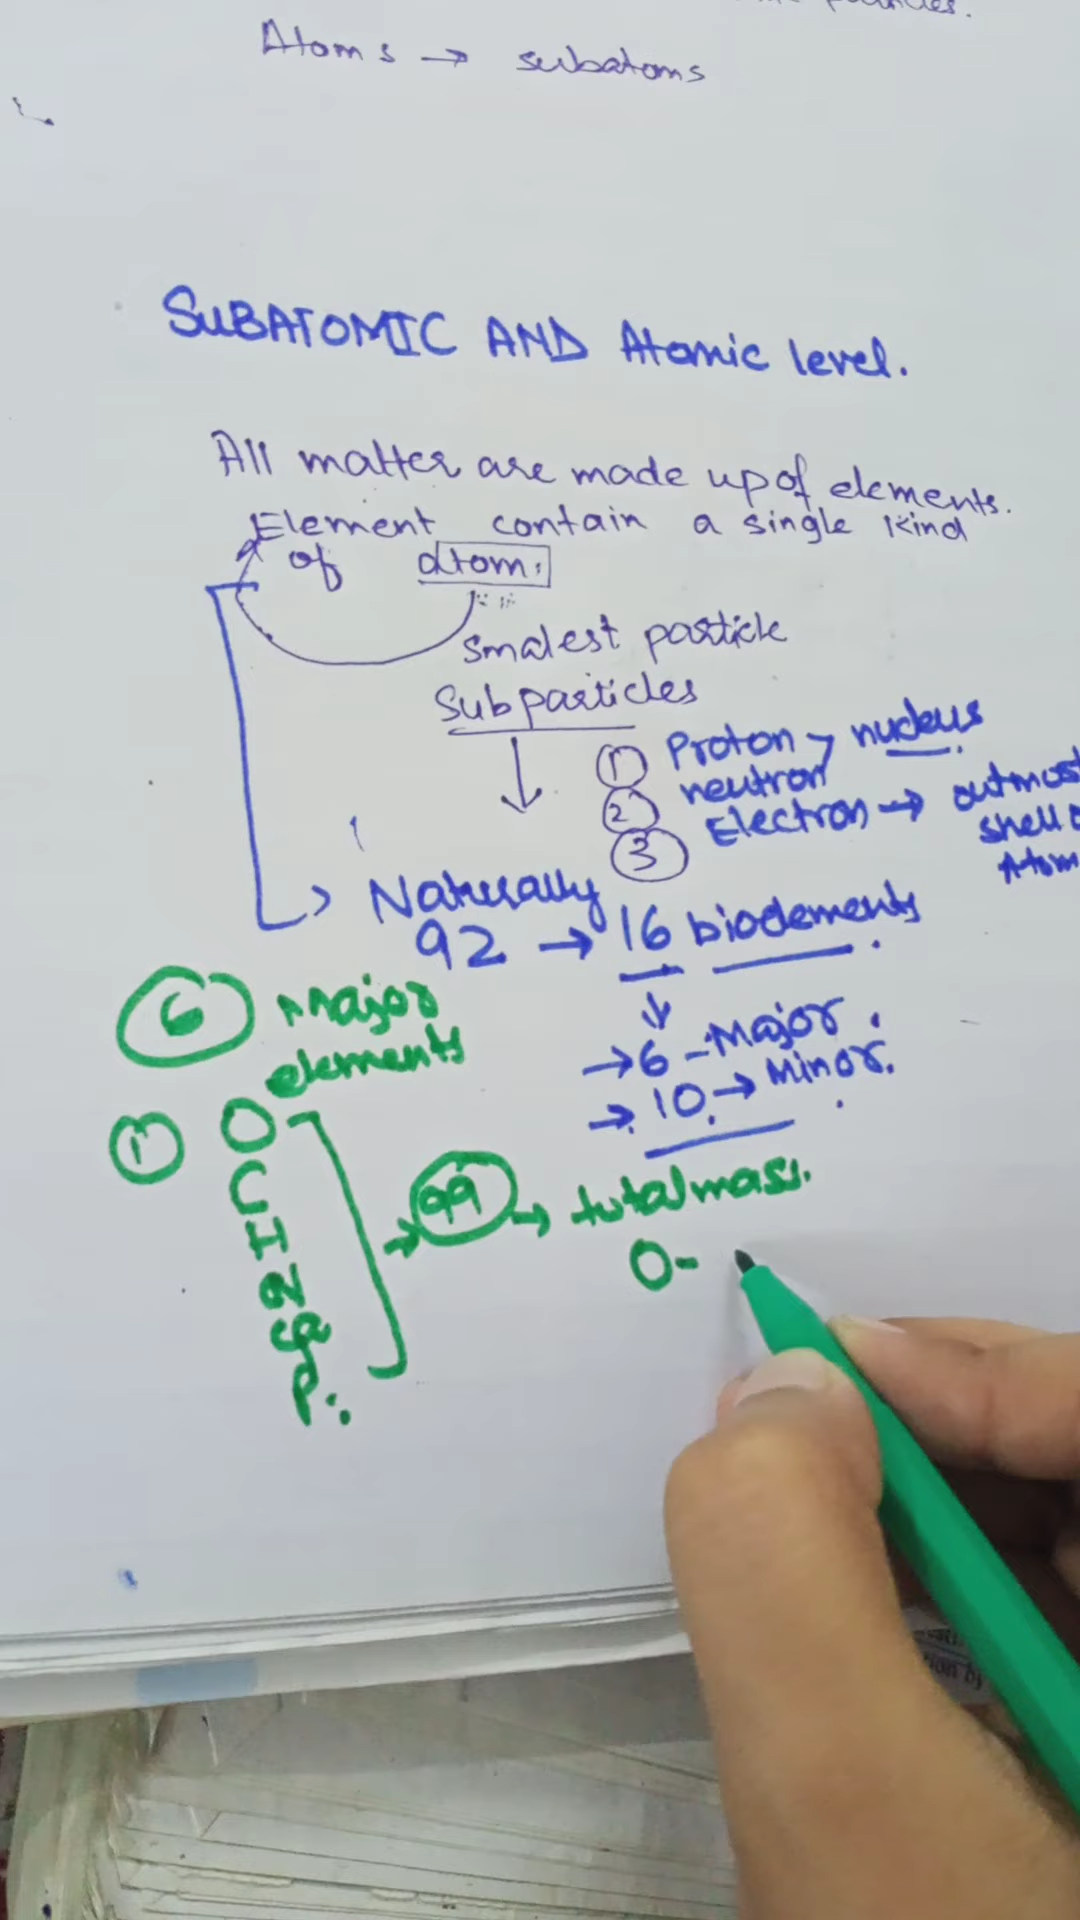 particles.
Atoms → subatoms
SUBATOMIC AND Atomic level.
All matter are made up of elements.
Element contain a single kind
of atom.
Smalest particle
Subparticles
① Proton > nucleus
② neutron
③ Electron → outmost
shell o
Atom
Naturally
92 → 16 bioelements.
→ 6 - Major.
→ 10. → Minor.
6 Major
elements
① O
C
H
N
S
P.
→ 99 → total mass.
O-